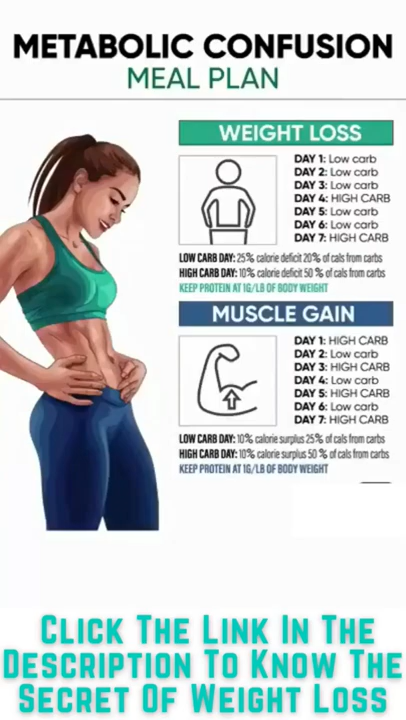 METABOLIC CONFUSION
MEAL PLAN
WEIGHT LOSS
DAY 1: Low carb
DAY 2: Low carb
DAY 3: Low carb
DAY 4: HIGH CARB
DAY 5: Low carb
DAY 6: Low carb
DAY 7: HIGH CARB
LOW CARB DAY: 25% calorie deficit 20% of cals from carbs
HIGH CARB DAY: 10% calorie deficit 50 % of cals from carbs
KEEP PROTEIN AT 1G/LB OF BODY WEIGHT
MUSCLE GAIN
DAY 1: HIGH CARB
DAY 2: Low carb
DAY 3: HIGH CARB
DAY 4: Low carb
DAY 5: HIGH CARB
DAY 6: Low carb
DAY 7: HIGH CARB
LOW CARB DAY: 10% calorie surplus 25% of cals from carbs
HIGH CARB DAY: 10% calorie surplus 50 % of cals from carbs
KEEP PROTEIN AT 1G/LB OF BODY WEIGHT
Click The Link In The
Description To Know The
Secret Of Weight Loss